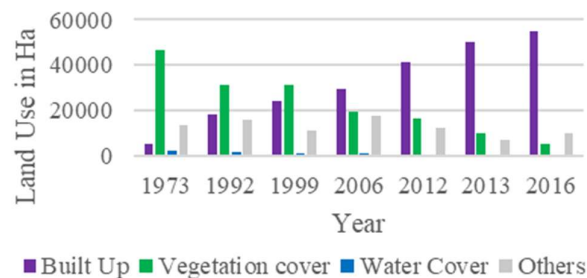 Land Use in Ha
60000
40000
20000
0
1973 1992 1999 2006 2012 2013 2016
Year
Built Up Vegetation cover Water Cover Others